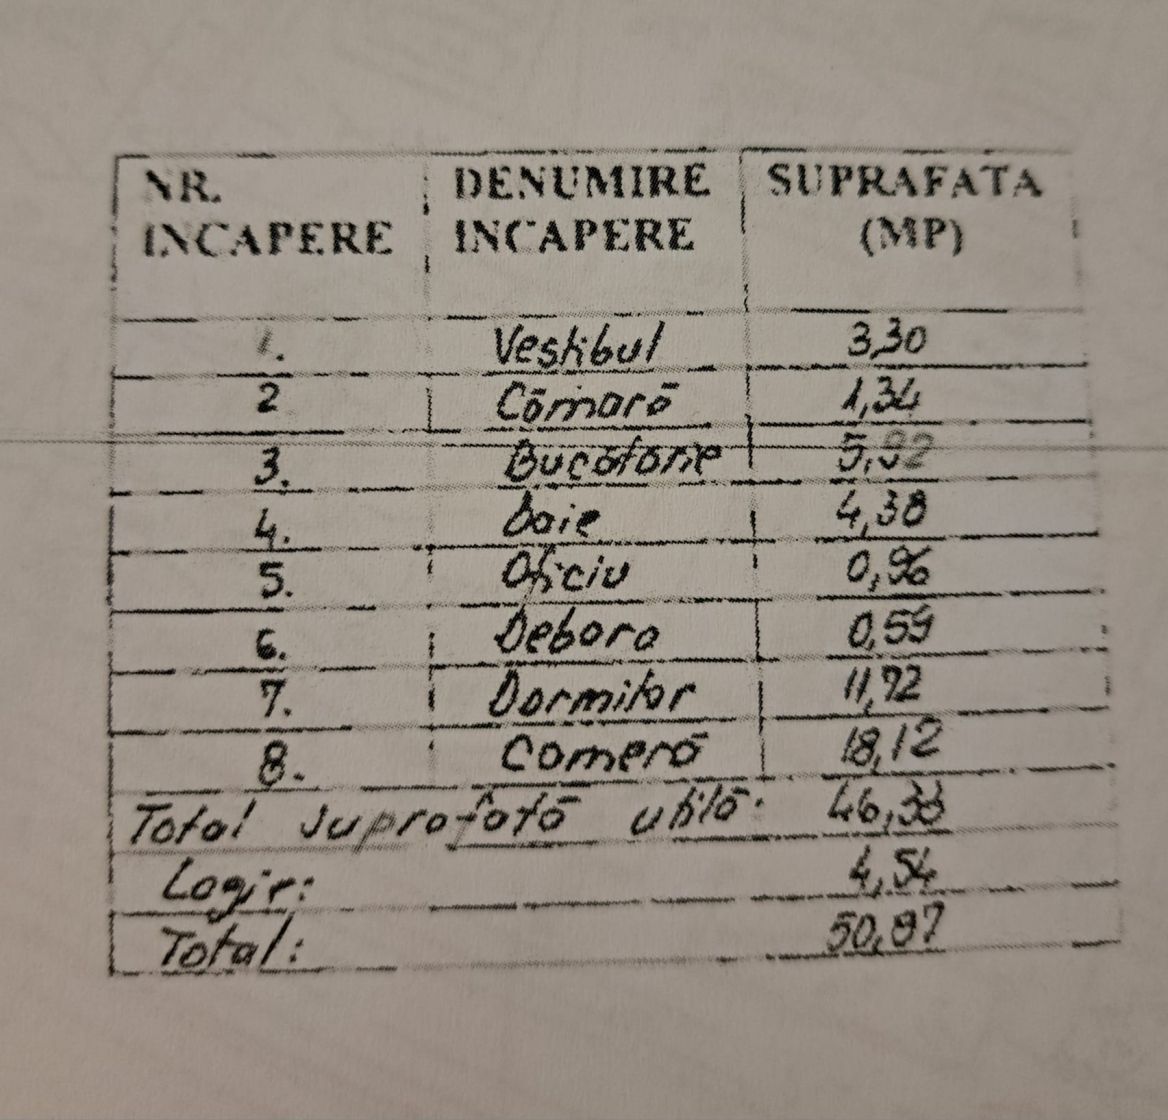 NR. INCAPERE DENUMIRE INCAPERE SUPRAFATA (MP)
1. Vestibul 3,30
2 Cămară 1,34
3. Bucătărie 5,92
4. baie 4,38
5. Oficiu 0,96
6. Debara 0,59
7. Dormitor 11,72
8. Cameră 18,12
Total suprafață utilă: 46,33
Logie: 4,54
Total: 50,87